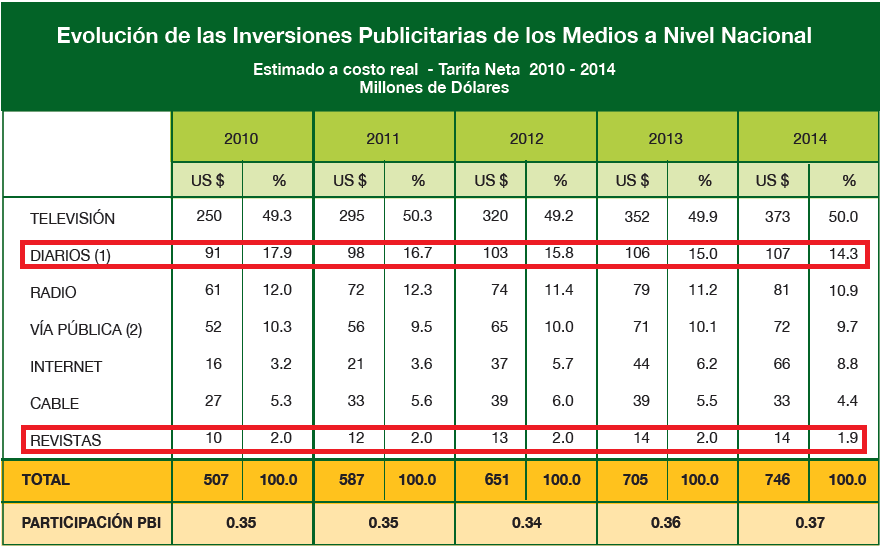 Evolución de las Inversiones Publicitarias de los Medios a Nivel Nacional
Estimado a costo real - Tarifa Neta 2010 - 2014
Millones de Dólares
2010 2011 2012 2013 2014
US $ % US $ % US $ % US $ % US $ %
TELEVISIÓN 250 49.3 295 50.3 320 49.2 352 49.9 373 50.0
DIARIOS (1) 91 17.9 98 16.7 103 15.8 106 15.0 107 14.3
RADIO 61 12.0 72 12.3 74 11.4 79 11.2 81 10.9
VÍA PÚBLICA (2) 52 10.3 56 9.5 65 10.0 71 10.1 72 9.7
INTERNET 16 3.2 21 3.6 37 5.7 44 6.2 66 8.8
CABLE 27 5.3 33 5.6 39 6.0 39 5.5 33 4.4
REVISTAS 10 2.0 12 2.0 13 2.0 14 2.0 14 1.9
TOTAL 507 100.0 587 100.0 651 100.0 705 100.0 746 100.0
PARTICIPACIÓN PBI 0.35 0.35 0.34 0.36 0.37